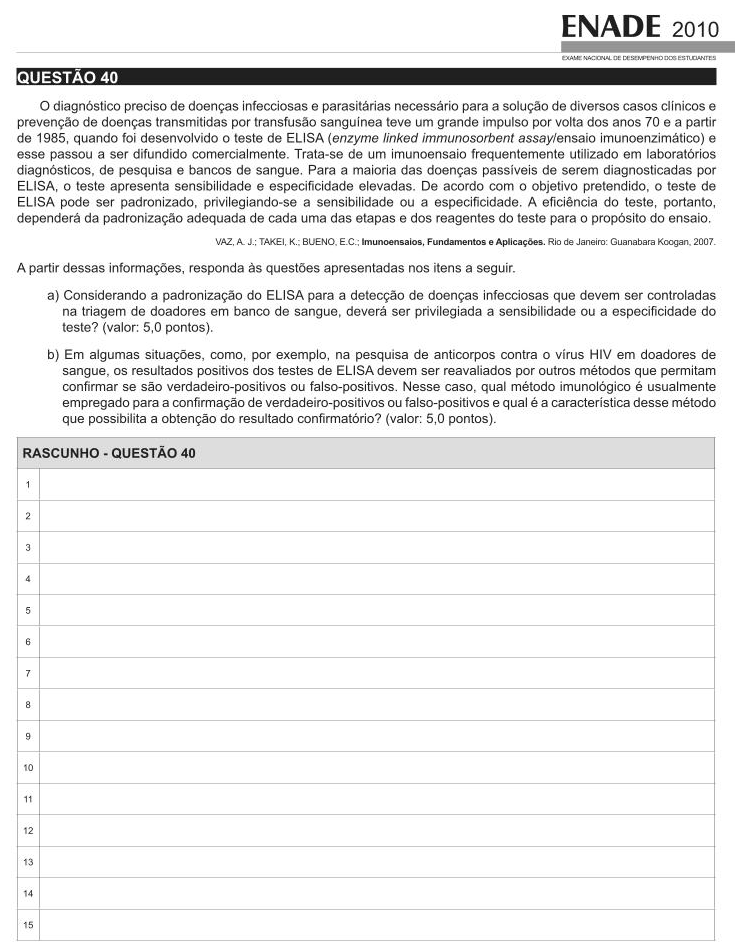 ENADE 2010
EXAME NACIONAL DE DESEMPENHO DOS ESTUDANTES
QUESTÃO 40
O diagnóstico preciso de doenças infecciosas e parasitárias necessário para a solução de diversos casos clínicos e
prevenção de doenças transmitidas por transfusão sanguínea teve um grande impulso por volta dos anos 70 e a partir
de 1985, quando foi desenvolvido o teste de ELISA (enzyme linked immunosorbent assay/ensaio imunoenzimático) e
esse passou a ser difundido comercialmente. Trata-se de um imunoensaio frequentemente utilizado em laboratórios
diagnósticos, de pesquisa e bancos de sangue. Para a maioria das doenças passíveis de serem diagnosticadas por
ELISA, o teste apresenta sensibilidade e especificidade elevadas. De acordo com o objetivo pretendido, o teste de
ELISA pode ser padronizado, privilegiando-se a sensibilidade ou a especificidade. A eficiência do teste, portanto,
dependerá da padronização adequada de cada uma das etapas e dos reagentes do teste para o propósito do ensaio.
VAZ, A. J.; TAKEI, K.; BUENO, E.C.; Imunoensaios, Fundamentos e Aplicações. Rio de Janeiro: Guanabara Koogan, 2007.
A partir dessas informações, responda às questões apresentadas nos itens a seguir.
a) Considerando a padronização do ELISA para a detecção de doenças infecciosas que devem ser controladas
na triagem de doadores em banco de sangue, deverá ser privilegiada a sensibilidade ou a especificidade do
teste? (valor: 5,0 pontos).
b) Em algumas situações, como, por exemplo, na pesquisa de anticorpos contra o vírus HIV em doadores de
sangue, os resultados positivos dos testes de ELISA devem ser reavaliados por outros métodos que permitam
confirmar se são verdadeiro-positivos ou falso-positivos. Nesse caso, qual método imunológico é usualmente
empregado para a confirmação de verdadeiro-positivos ou falso-positivos e qual é a característica desse método
que possibilita a obtenção do resultado confirmatório? (valor: 5,0 pontos).
RASCUNHO - QUESTÃO 40
1
2
3
4
5
6
7
8
9
10
11
12
13
14
15